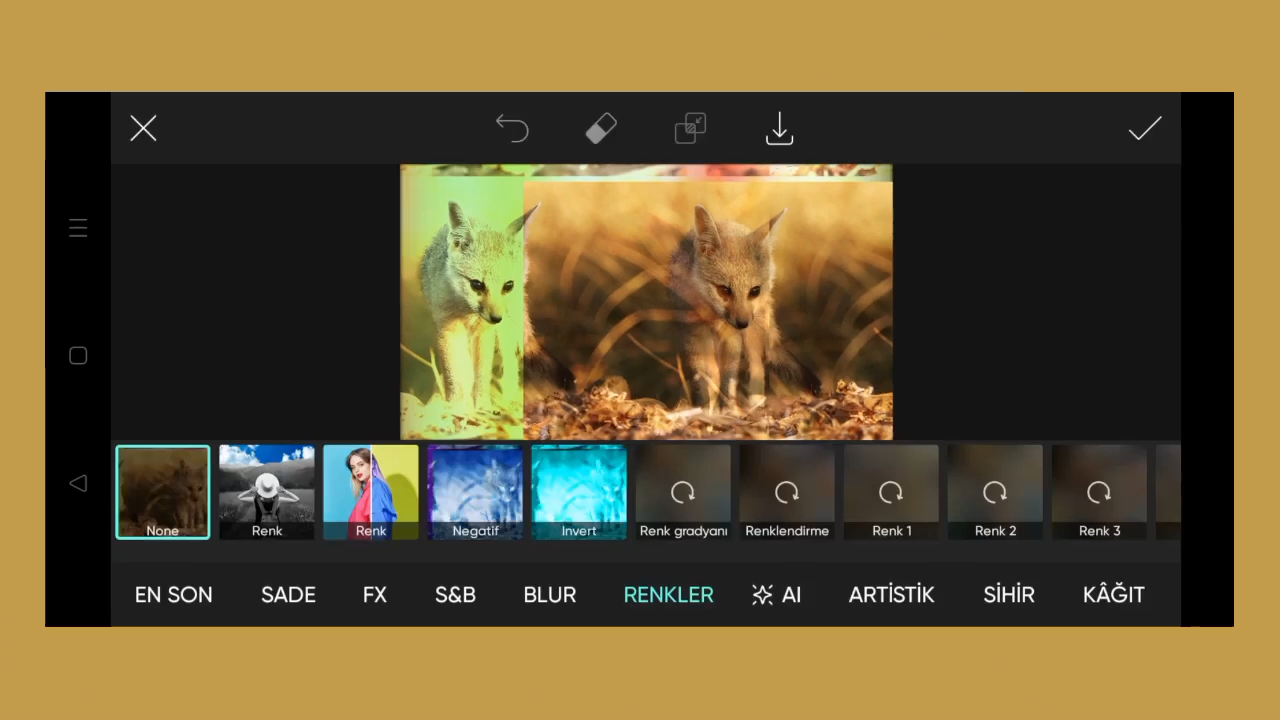 None
Renk
Renk
Negatif
Invert
Renk gradyanı
Renklendirme
Renk 1
Renk 2
Renk 3
EN SON
SADE
FX
S&B
BLUR
RENKLER
AI
ARTİSTİK
SİHİR
KÂĞIT